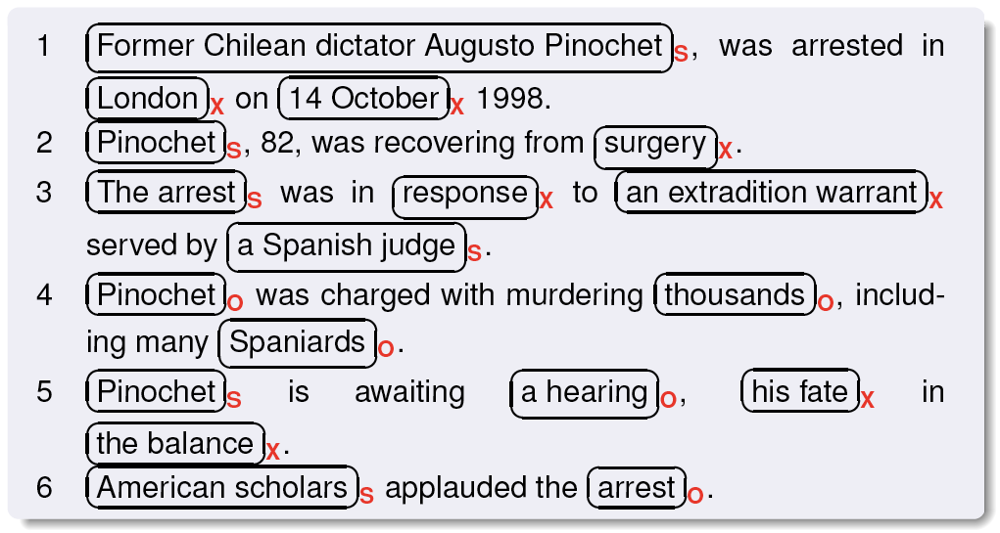 1 Former Chilean dictator Augusto Pinochet S, was arrested in
London X on 14 October X 1998.
2 Pinochet S, 82, was recovering from surgery X.
3 The arrest S was in response X to an extradition warrant X
served by a Spanish judge S.
4 Pinochet O was charged with murdering thousands O, includ-
ing many Spaniards O.
5 Pinochet S is awaiting a hearing O, his fate X in
the balance X.
6 American scholars S applauded the arrest O.